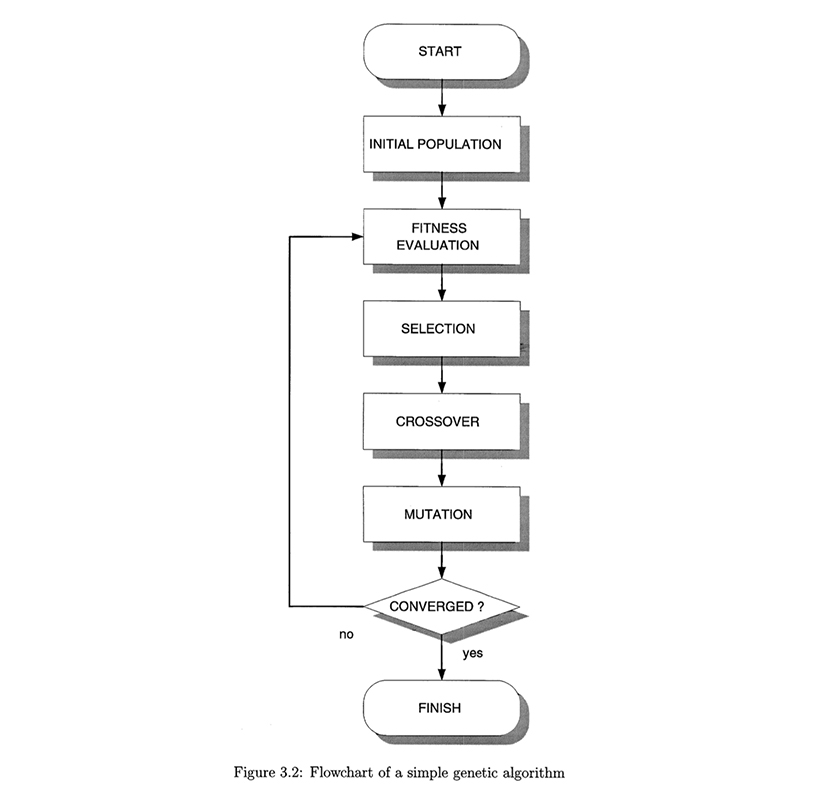 START
INITIAL POPULATION
FITNESS
EVALUATION
SELECTION
CROSSOVER
MUTATION
CONVERGED ?
no
yes
FINISH
Figure 3.2: Flowchart of a simple genetic algorithm